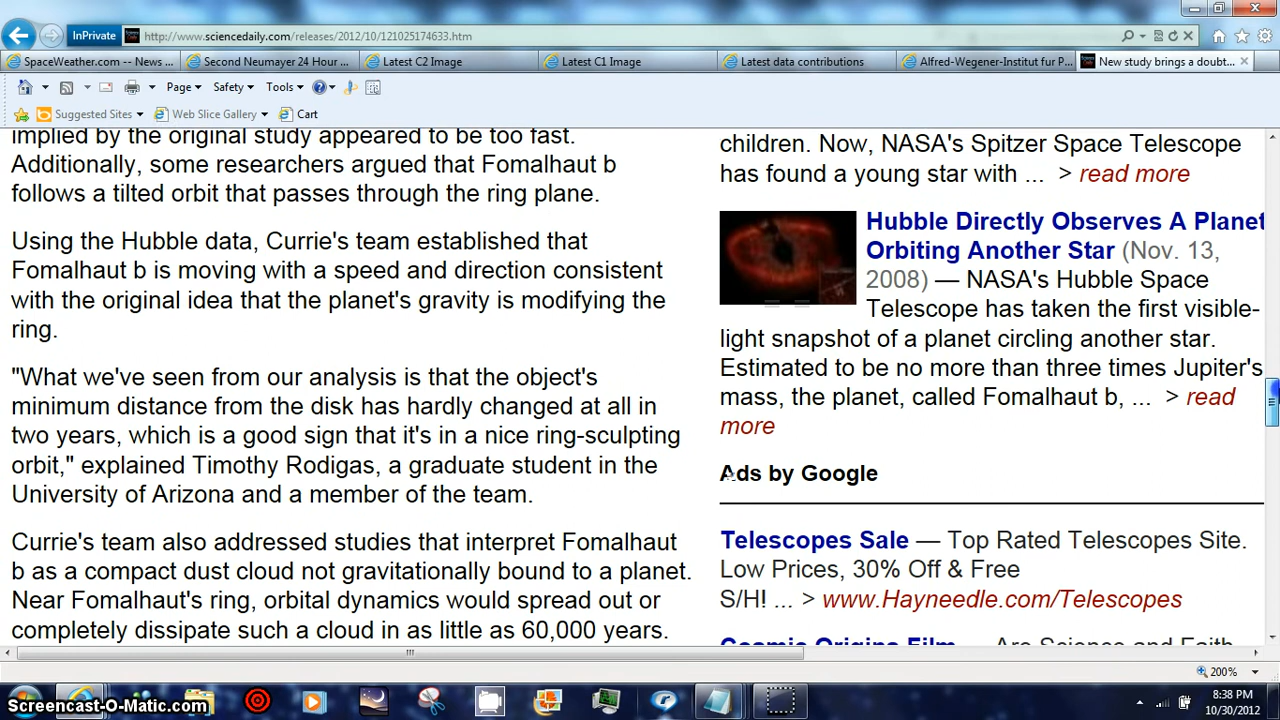 InPrivate
http://www.sciencedaily.com/releases/2012/10/121025174633.htm
SpaceWeather.com -- News ...
Second Neumayer 24 Hour ...
Latest C2 Image
Latest C1 Image
Latest data contributions
Alfred-Wegener-Institut fur P...
New study brings a doubt...
Page
Safety
Tools
Suggested Sites
Web Slice Gallery
Cart
implied by the original study appeared to be too fast.
Additionally, some researchers argued that Fomalhaut b
follows a tilted orbit that passes through the ring plane.
Using the Hubble data, Currie's team established that
Fomalhaut b is moving with a speed and direction consistent
with the original idea that the planet's gravity is modifying the
ring.
"What we've seen from our analysis is that the object's
minimum distance from the disk has hardly changed at all in
two years, which is a good sign that it's in a nice ring-sculpting
orbit," explained Timothy Rodigas, a graduate student in the
University of Arizona and a member of the team.
Currie's team also addressed studies that interpret Fomalhaut
b as a compact dust cloud not gravitationally bound to a planet.
Near Fomalhaut's ring, orbital dynamics would spread out or
completely dissipate such a cloud in as little as 60,000 years.
children. Now, NASA's Spitzer Space Telescope
has found a young star with ... > read more
Hubble Directly Observes A Planet
Orbiting Another Star (Nov. 13,
2008) — NASA's Hubble Space
Telescope has taken the first visible-
light snapshot of a planet circling another star.
Estimated to be no more than three times Jupiter's
mass, the planet, called Fomalhaut b, ... > read
more
Ads by Google
Telescopes Sale — Top Rated Telescopes Site.
Low Prices, 30% Off & Free
S/H! ... > www.Hayneedle.com/Telescopes
Cosmic Origins Film — Are Science and Faith
200%
Screencast-O-Matic.com
8:38 PM
10/30/2012